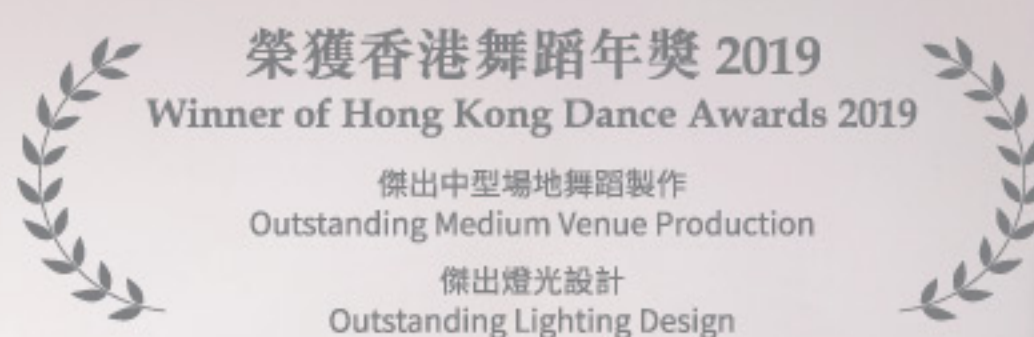 榮獲香港舞蹈年獎 2019
Winner of Hong Kong Dance Awards 2019
傑出中型場地舞蹈製作
Outstanding Medium Venue Production
傑出燈光設計
Outstanding Lighting Design